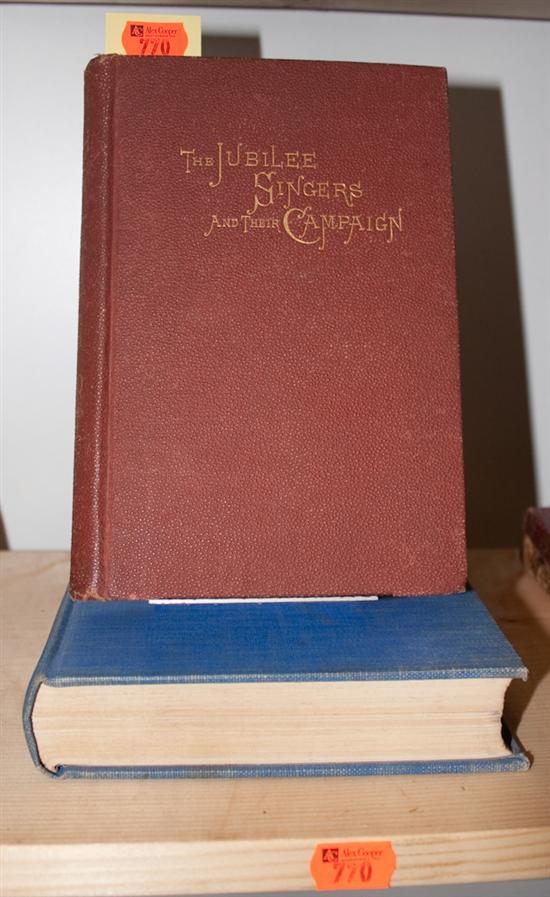 Alex Cooper
770
THE JUBILEE
SINGERS
AND THEIR CAMPAIGN
Alex Cooper
770